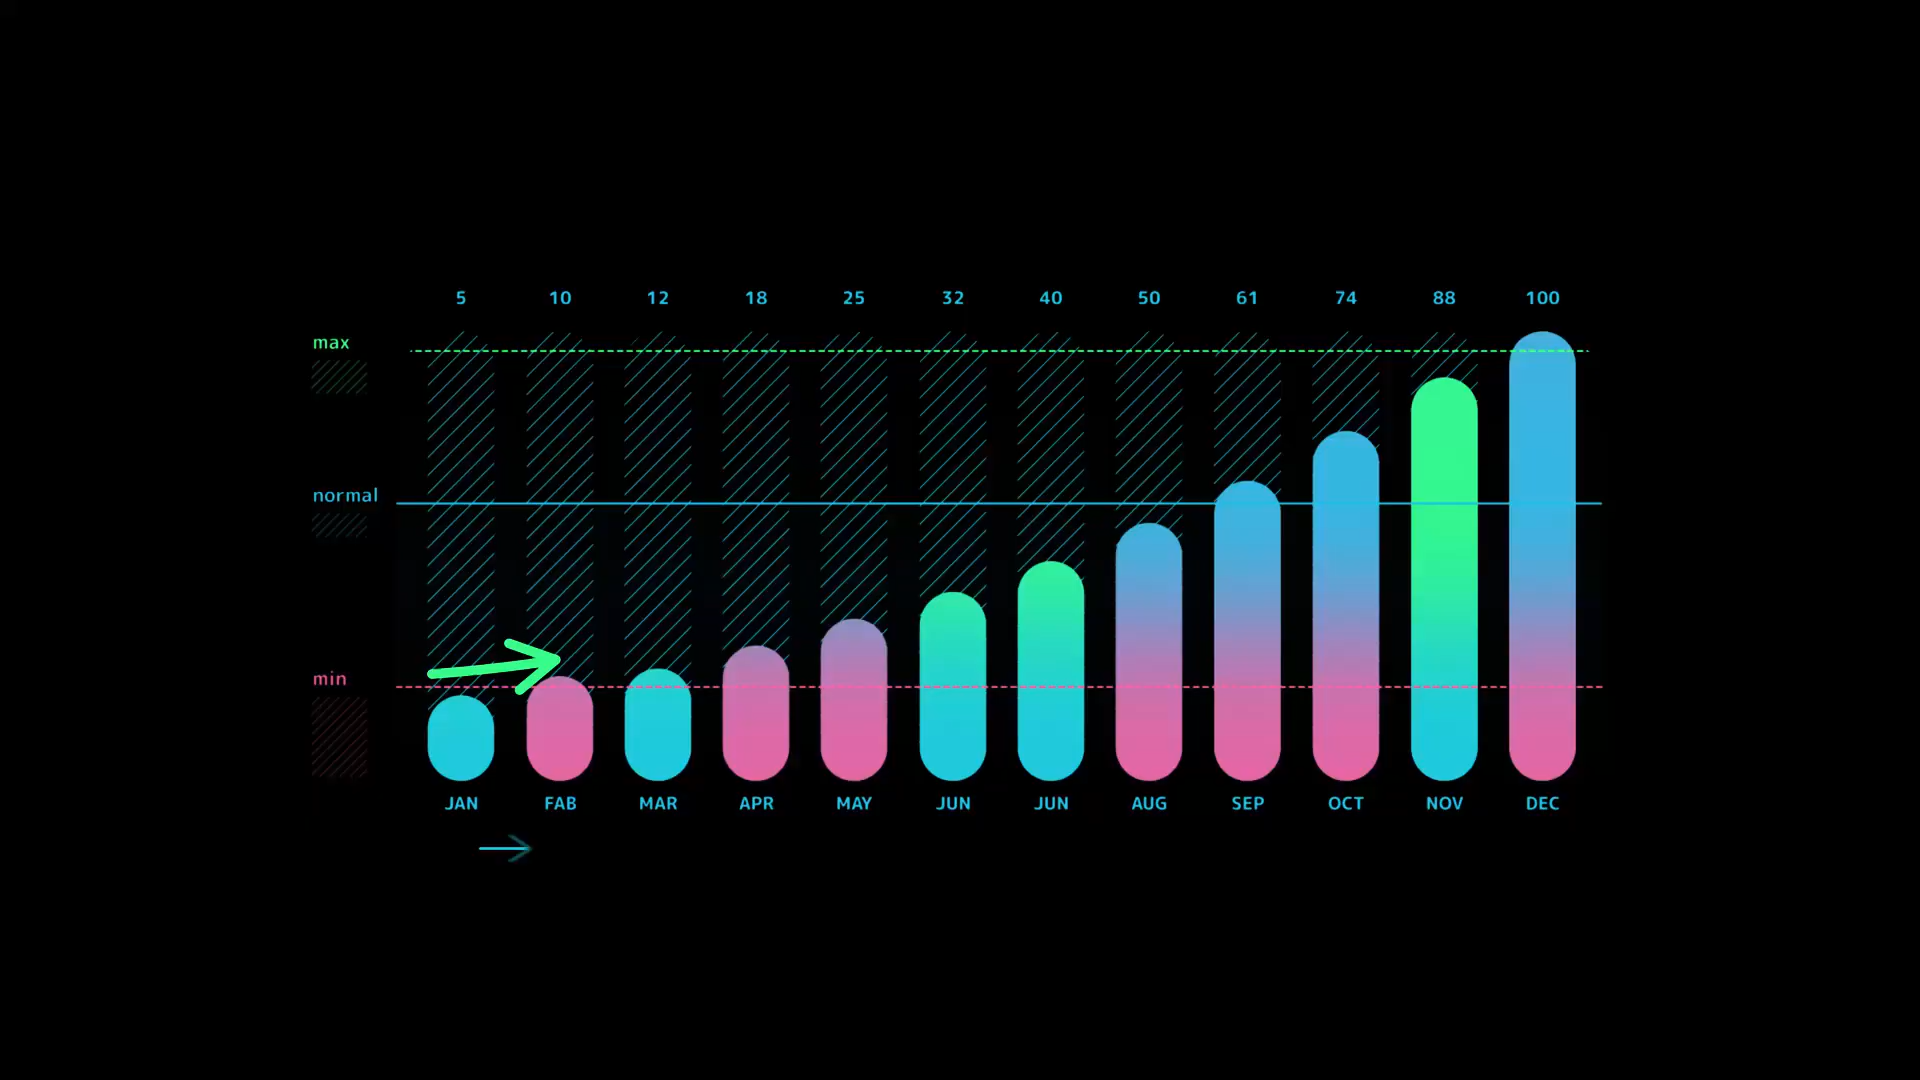 5 10 12 18 25 32 40 50 61 74 88 100
max
normal
min
JAN FAB MAR APR MAY JUN JUN AUG SEP OCT NOV DEC